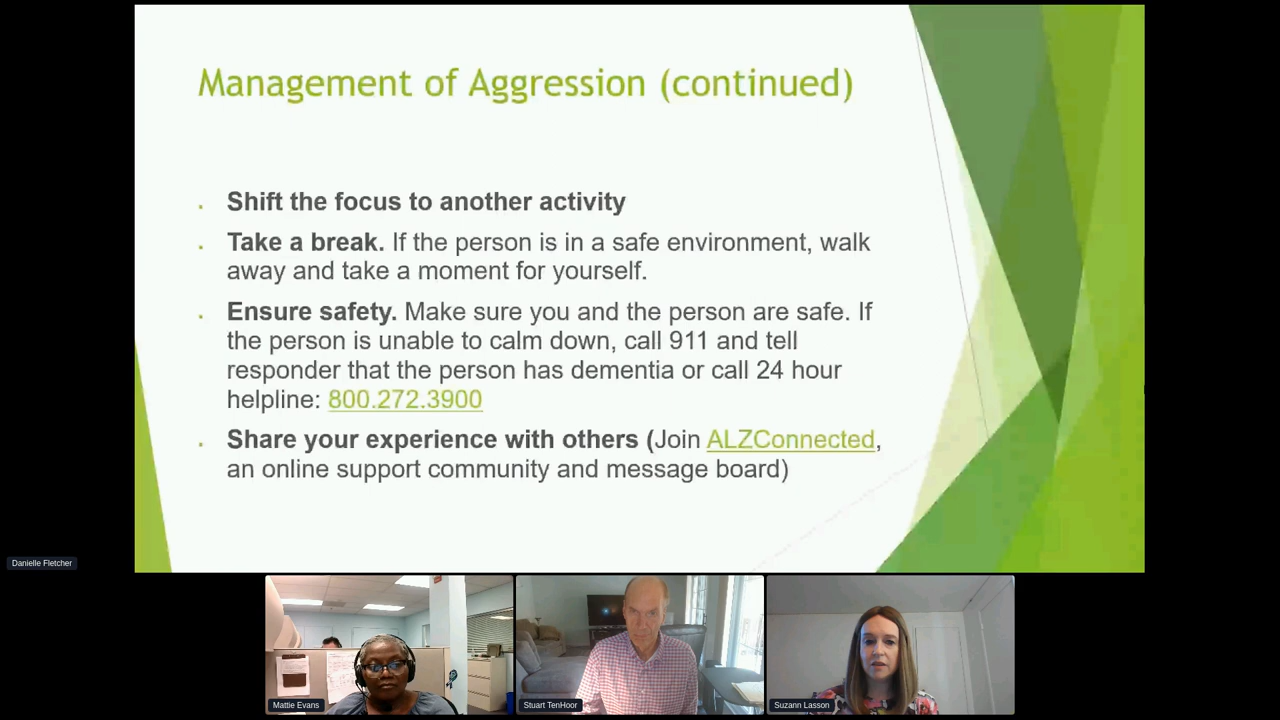 Management of Aggression (continued)
Shift the focus to another activity
Take a break. If the person is in a safe environment, walk
away and take a moment for yourself.
Ensure safety. Make sure you and the person are safe. If
the person is unable to calm down, call 911 and tell
responder that the person has dementia or call 24 hour
helpline: 800.272.3900
Share your experience with others (Join ALZConnected,
an online support community and message board)
Danielle Fletcher
Mattie Evans
Stuart TenHoor
Suzann Lasson